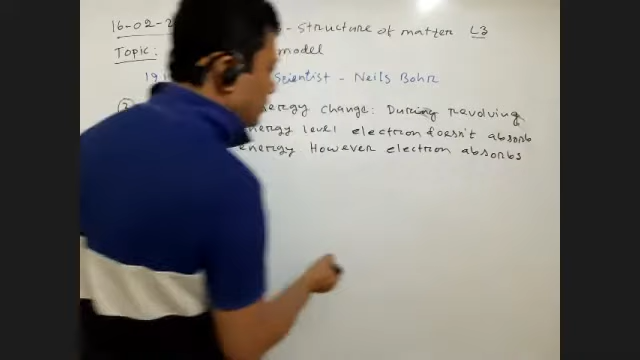 16-02-2 - Structure of matter L3
Topic: model
19 Scientist - Neils Bohr
② energy change: During revolving
energy level electron doesn't absorb
energy However electron absorbs